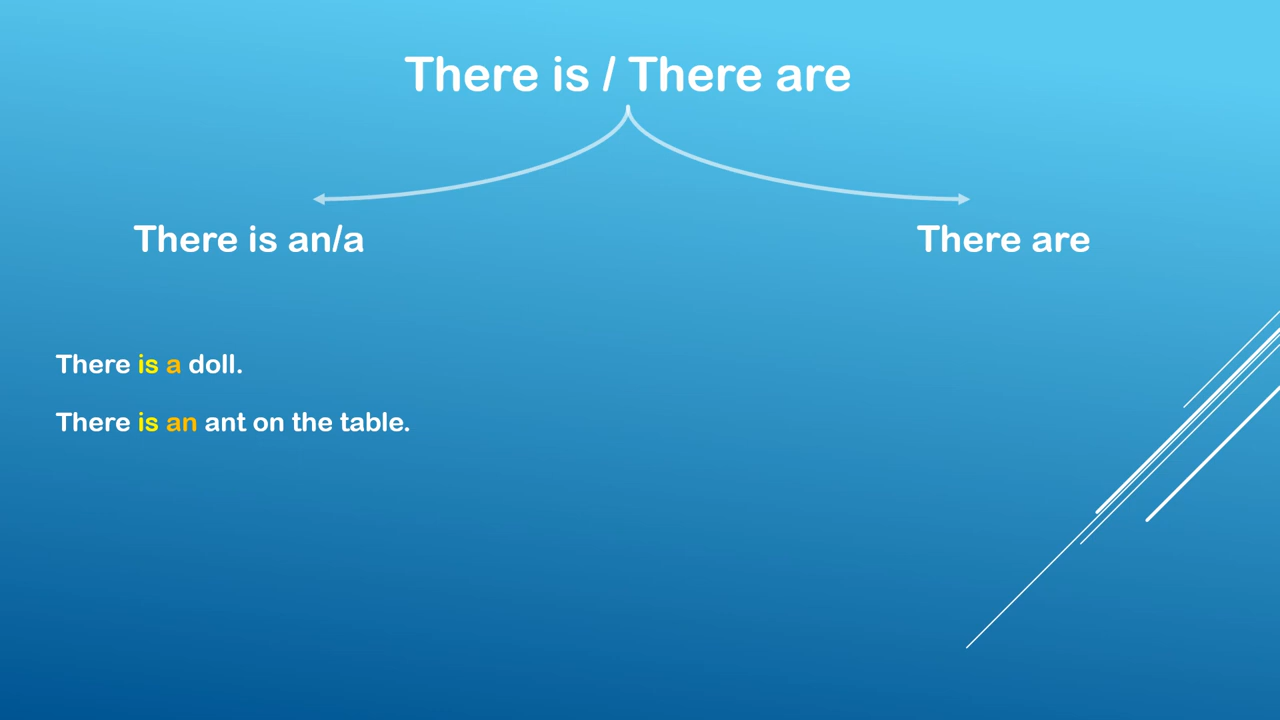 There is / There are
There is an/a
There are
There is a doll.
There is an ant on the table.